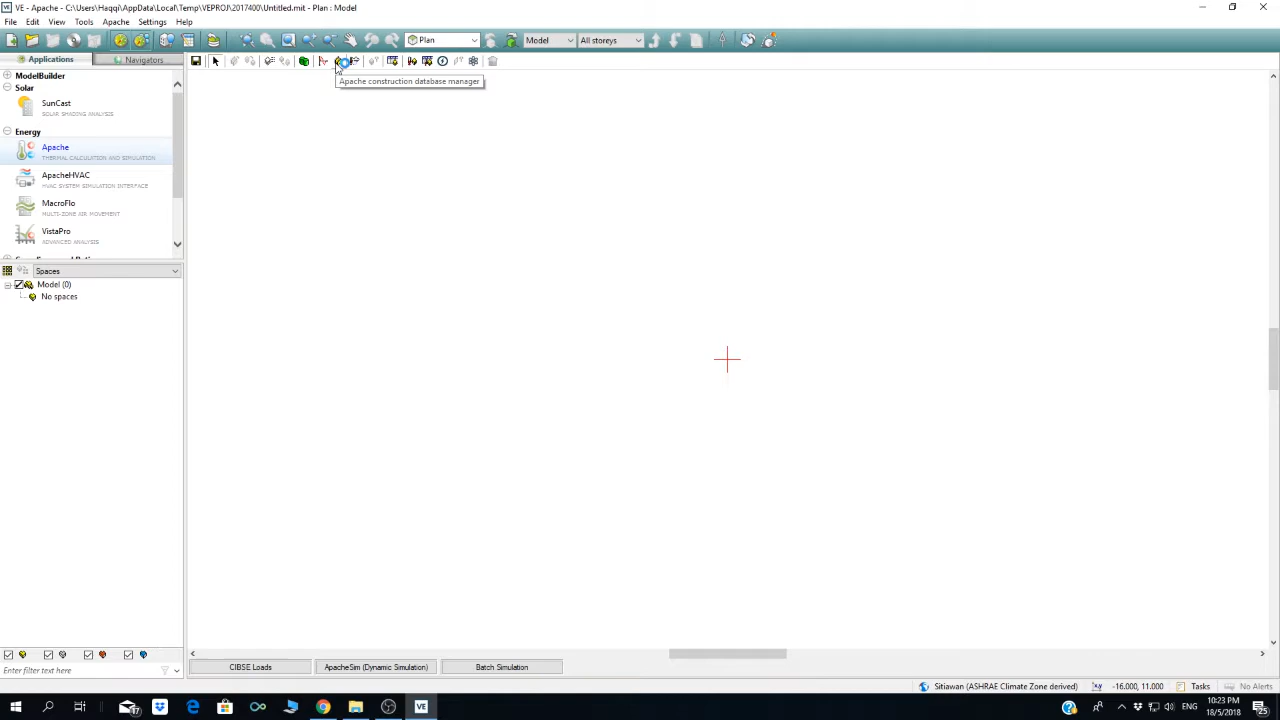 VE - Apache - C:\Users\Haqqi\AppData\Local\Temp\VEPROJ\2017400\Untitled.mit - Plan : Model
File Edit View Tools Apache Settings Help
Plan Model All storeys
Applications Navigators
Apache construction database manager
ModelBuilder
Solar
SunCast
SOLAR SHADING ANALYSIS
Energy
Apache
THERMAL CALCULATION AND SIMULATION
ApacheHVAC
HVAC SYSTEM SIMULATION INTERFACE
MacroFlo
MULTI-ZONE AIR MOVEMENT
VistaPro
ADVANCED ANALYSIS
Spaces
Model (0)
No spaces
Enter filter text here
CIBSE Loads ApacheSim (Dynamic Simulation) Batch Simulation
Sitiawan (ASHRAE Climate Zone derived) -16.000, 11.000 Tasks No Alerts
VE
ENG
10:23 PM
18/5/2018
25